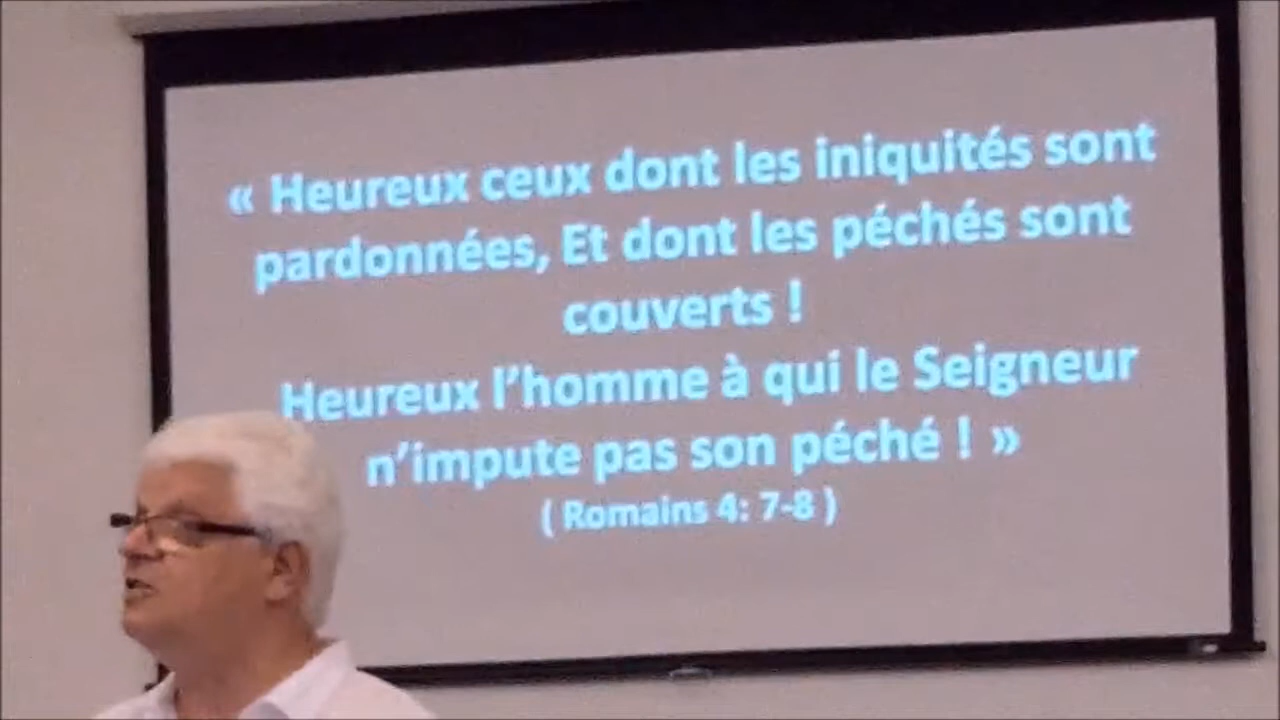 « Heureux ceux dont les iniquités sont
pardonnées, Et dont les péchés sont
couverts !
Heureux l’homme à qui le Seigneur
n’impute pas son péché ! »
( Romains 4: 7-8 )